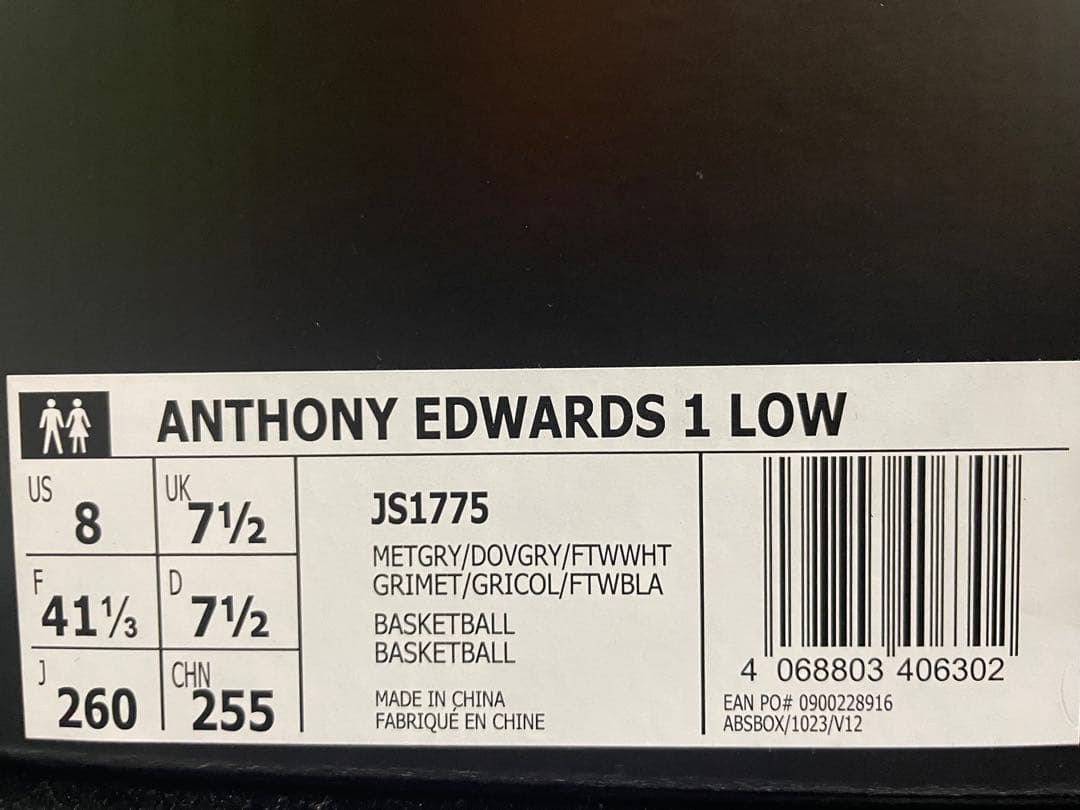 ANTHONY EDWARDS 1 LOW
US 8
UK 7½
F 41⅓
D 7½
J 260
CHN 255
JS1775
METGRY/DOVGRY/FTWWHT
GRIMET/GRICOL/FTWBLA
BASKETBALL
BASKETBALL
MADE IN CHINA
FABRIQUÉ EN CHINE
4 068803 406302
EAN PO# 0900228916
ABSBOX/1023/V12